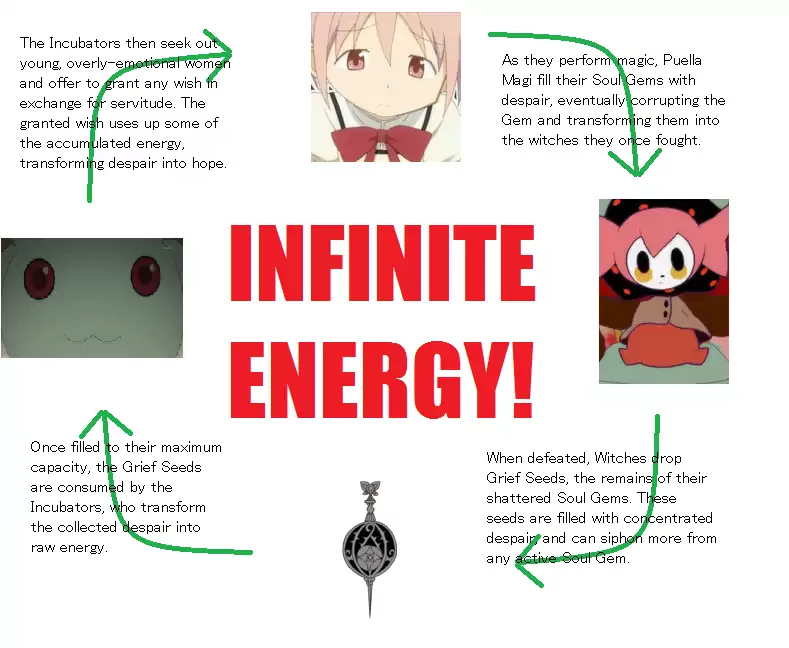 The Incubators then seek out
young, overly-emotional women
and offer to grant any wish in
exchange for servitude. The
granted wish uses up some of
the accumulated energy,
transforming despair into hope.
As they perform magic, Puella
Magi fill their Soul Gems with
despair, eventually corrupting the
Gem and transforming them into
the witches they once fought.
INFINITE
ENERGY!
Once filled to their maximum
capacity, the Grief Seeds
are consumed by the
Incubators, who transform
the collected despair into
raw energy.
When defeated, Witches drop
Grief Seeds, the remains of their
shattered Soul Gems. These
seeds are filled with concentrated
despair, and can siphon more from
any active Soul Gem.